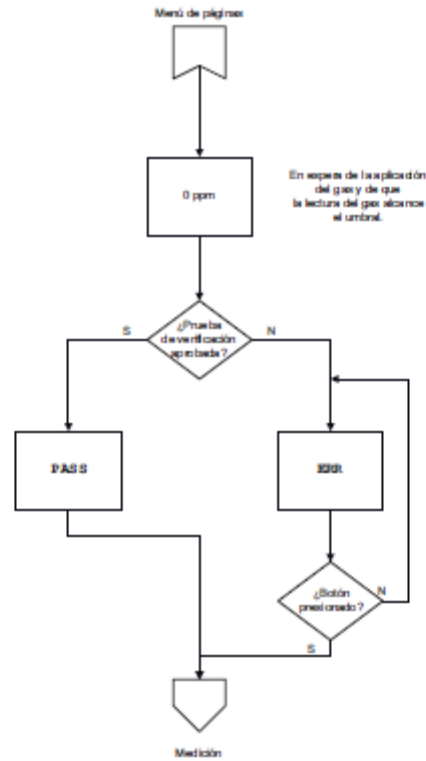 Menú de páginas
0 ppm
En espera de la aplicación
del gas y de que
la lectura del gas alcance
el umbral.
¿Prueba
de verificación
aprobada?
S
N
PASS
ERR
¿Botón
presionado?
N
S
Medición